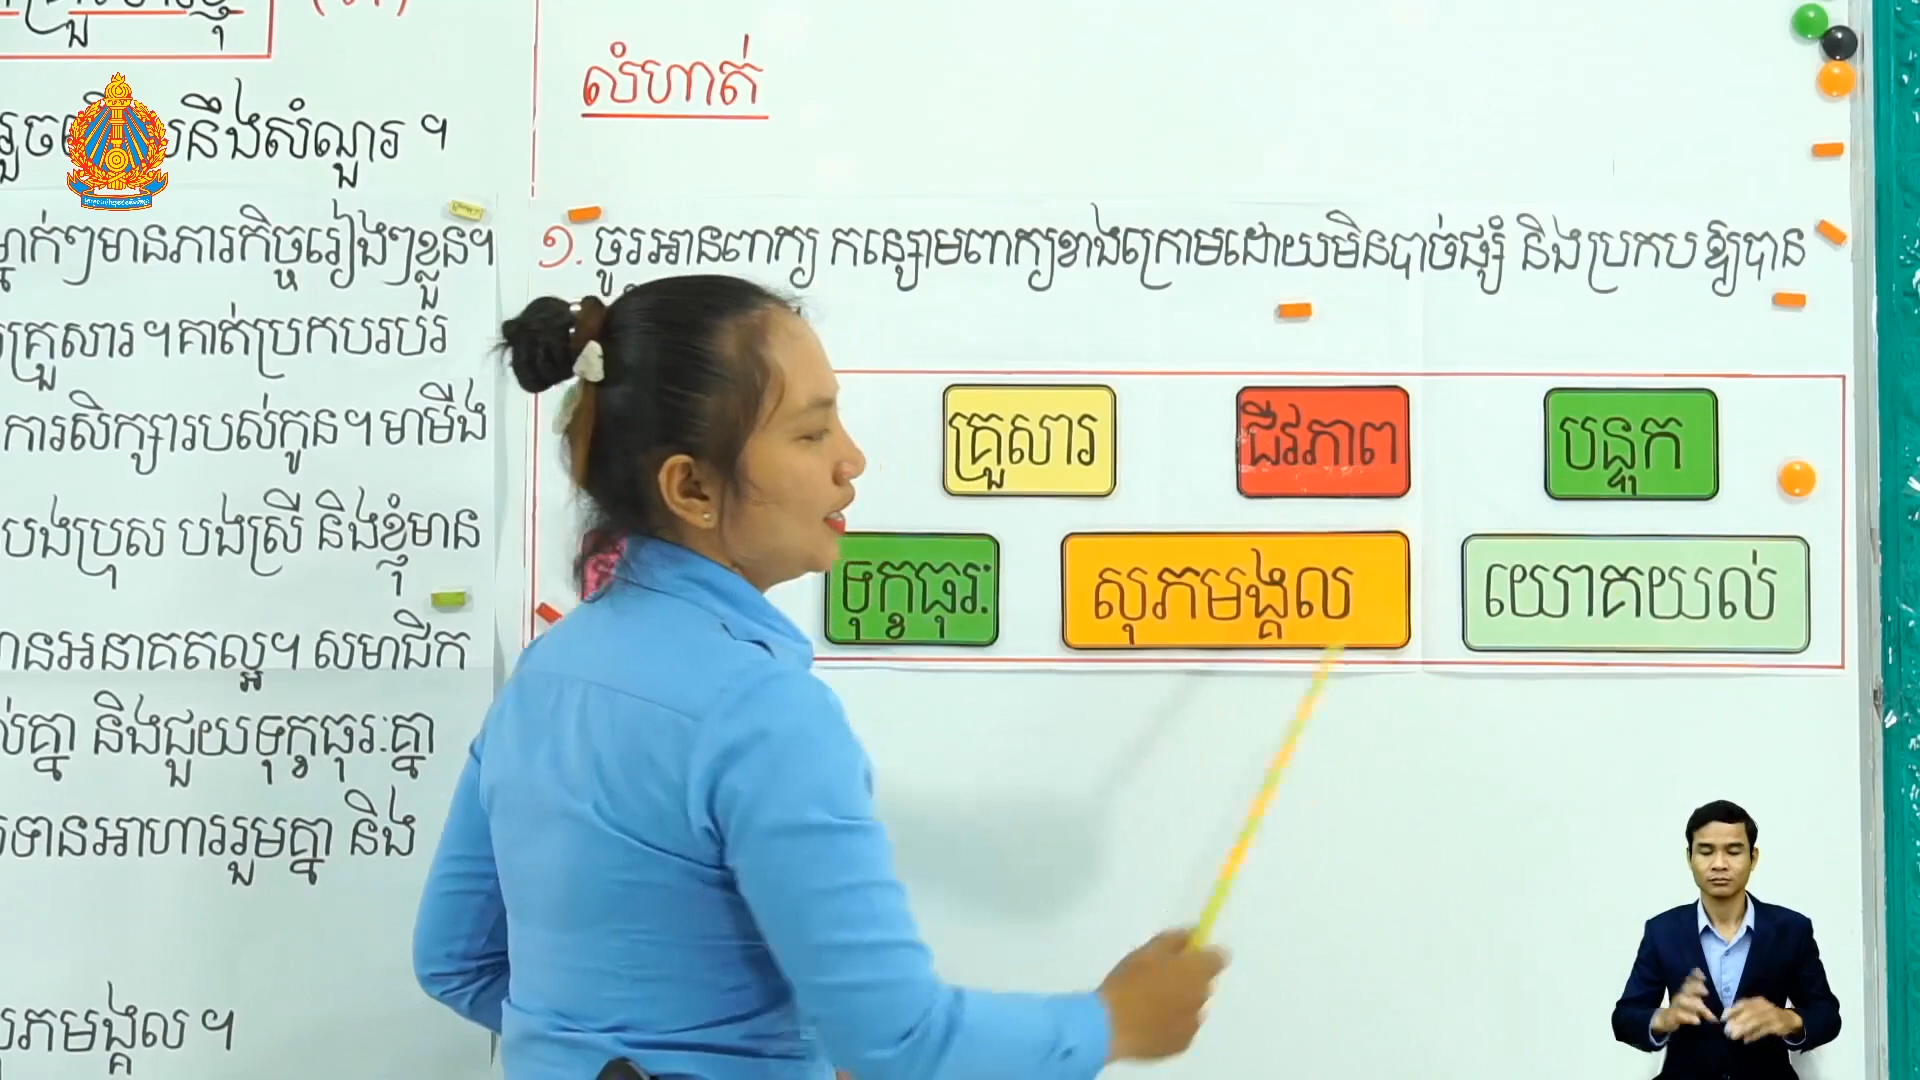 លំហាត់
នឹងសំណួរ ។
ម្នាក់ៗមានភារកិច្ចរៀងៗខ្លួន។
គ្រួសារ។គាត់ប្រកបរបរ
ការសិក្សារបស់កូន។ មាមីង
បងប្រុស បងស្រី និងខ្ញុំមាន
មានអនាគតល្អ។ សមាជិក
គ្នា និងជួយទុក្ខធុរៈគ្នា
ទានអាហាររួមគ្នា និង
សុភមង្គល ។
១. ចូរអានពាក្យ កន្សោមពាក្យខាងក្រោមដោយមិនបាច់ផ្សំ និងប្រកបឱ្យបាន
គ្រួសារ ជីវភាព បន្ទុក
ទុក្ខធុរៈ សុភមង្គល យោគយល់